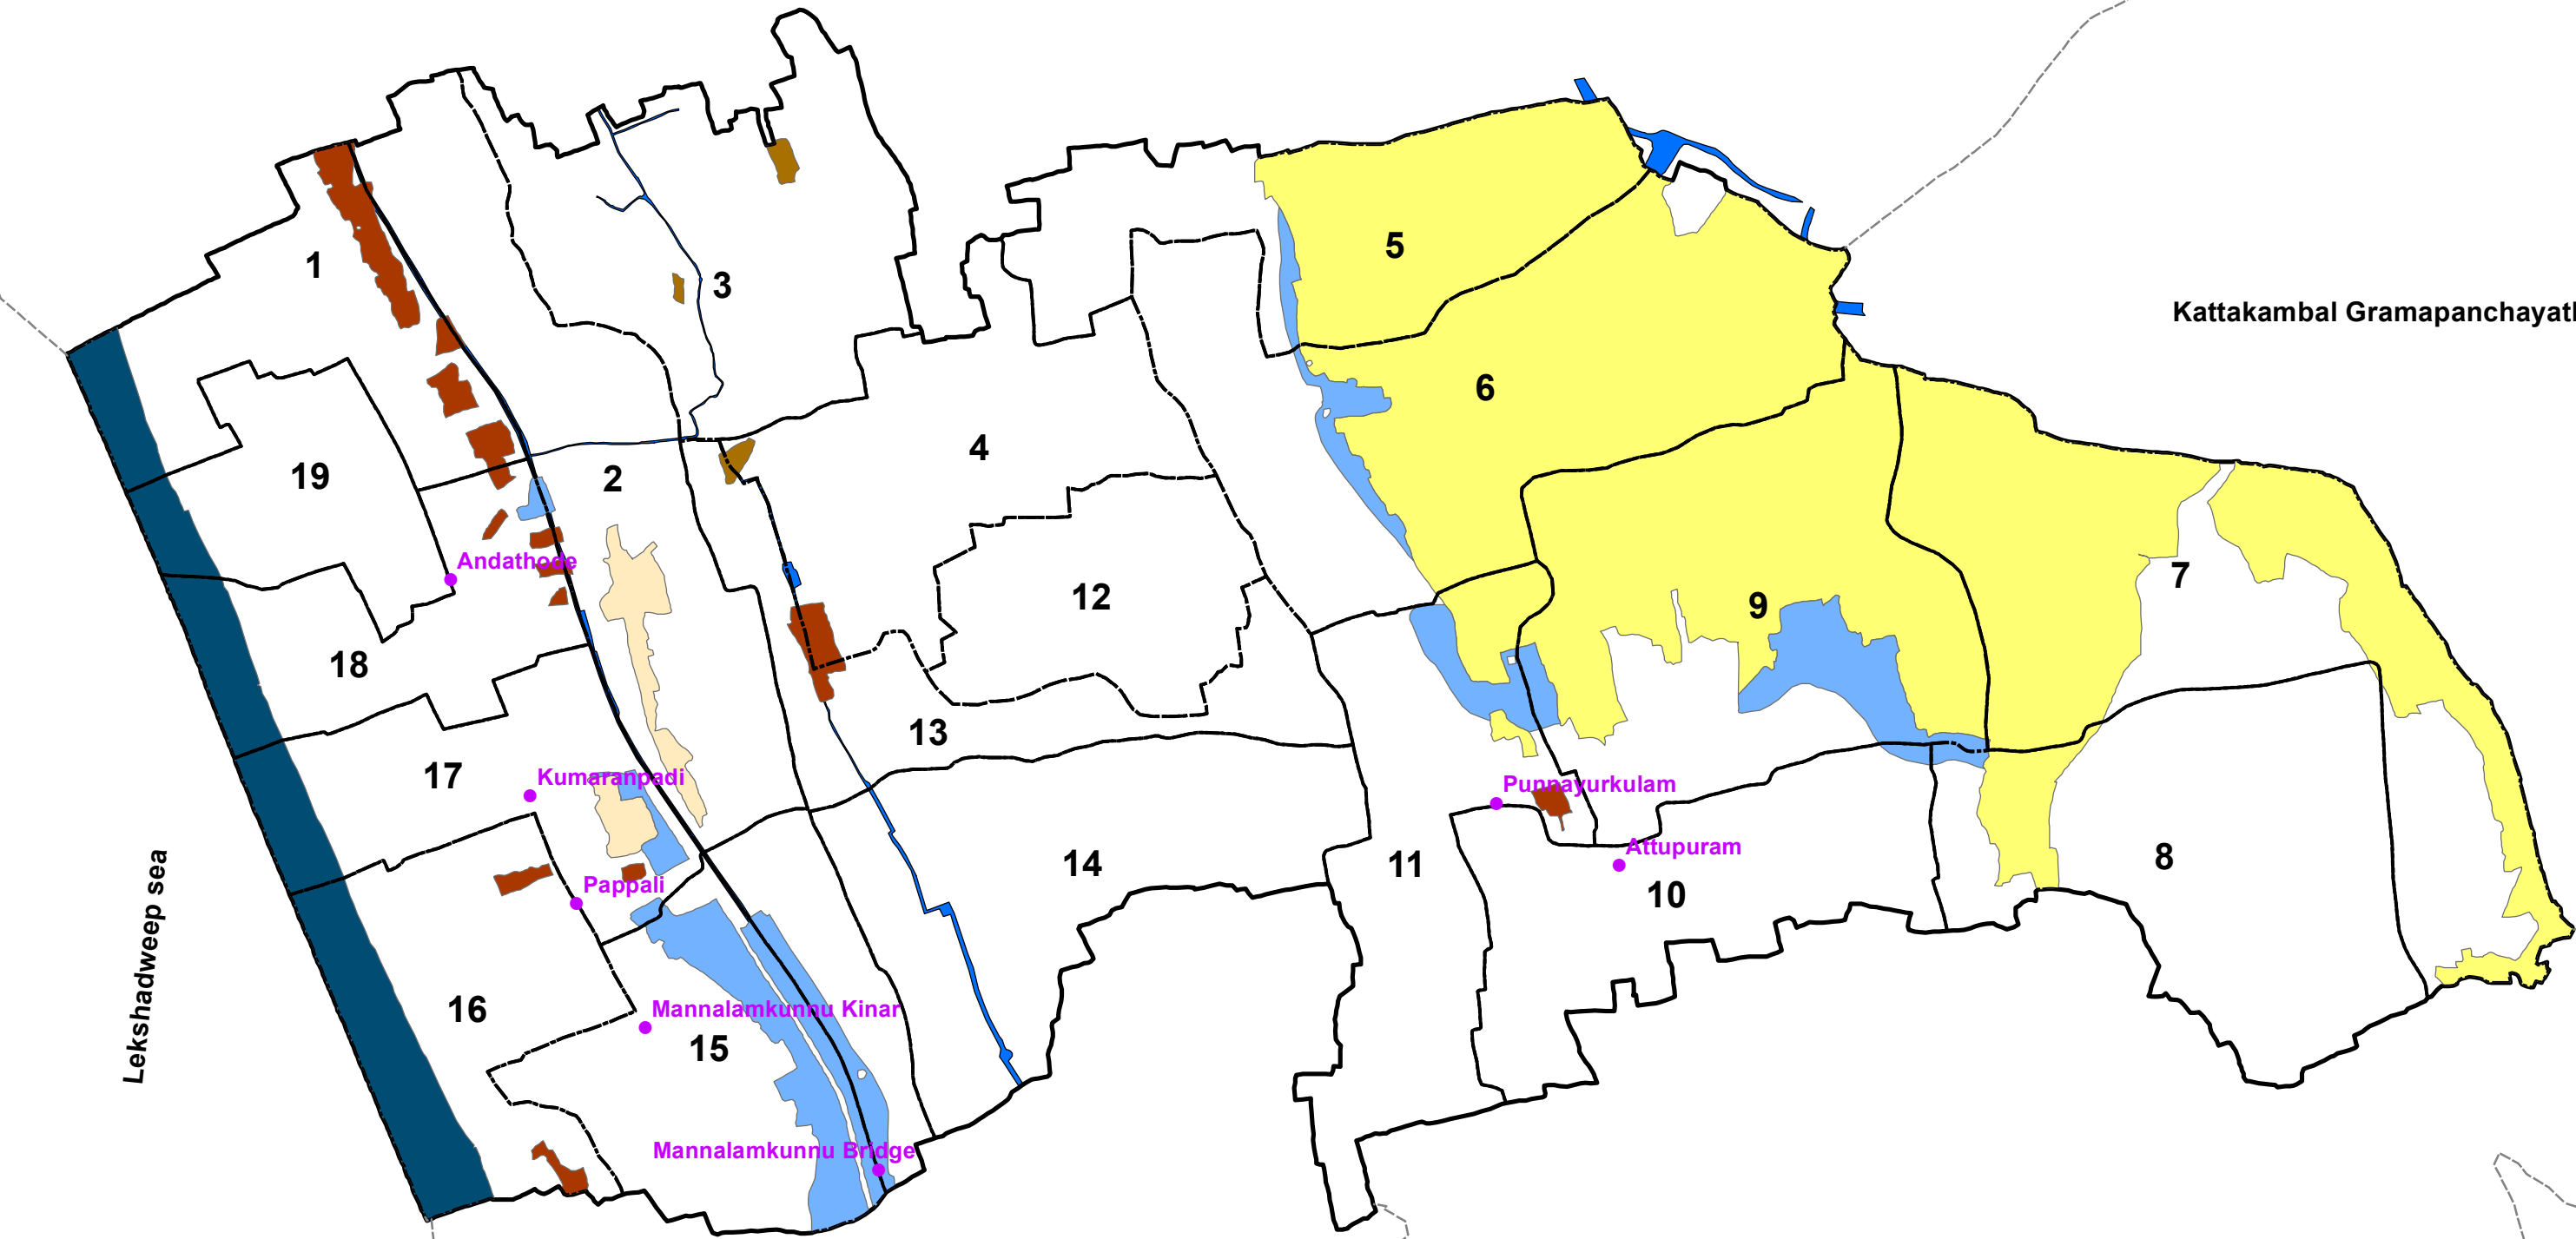 5
1
3
Kattakambal Gramapanchayat
6
4
19
2
Andathode
7
12
9
18
13
17
Kumaranpadi
Punnayurkulam
Attupuram
14
11
8
Pappali
10
Lekshadweep sea
16
Mannalamkunnu Kinar
15
Mannalamkunnu Bridge